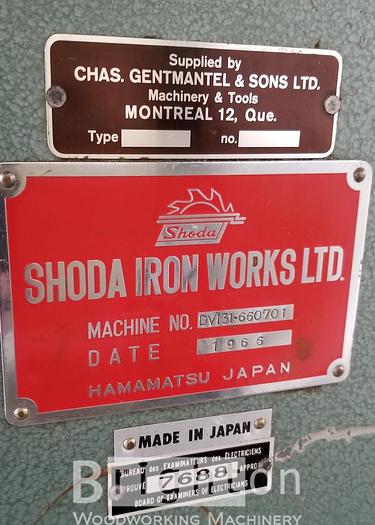 Supplied by
CHAS. GENTMANTEL & SONS LTD.
Machinery & Tools
MONTREAL 12, Que.
Type no.
Shoda
SHODA IRON WORKS LTD.
MACHINE NO. DV131-660701
DATE 1966
HAMAMATSU JAPAN
MADE IN JAPAN
BUREAU des EXAMINATEURS des ÉLECTRICIENS
7688
BOARD OF EXAMINERS OF ELECTRICIANS
WOODWORKING MACHINERY